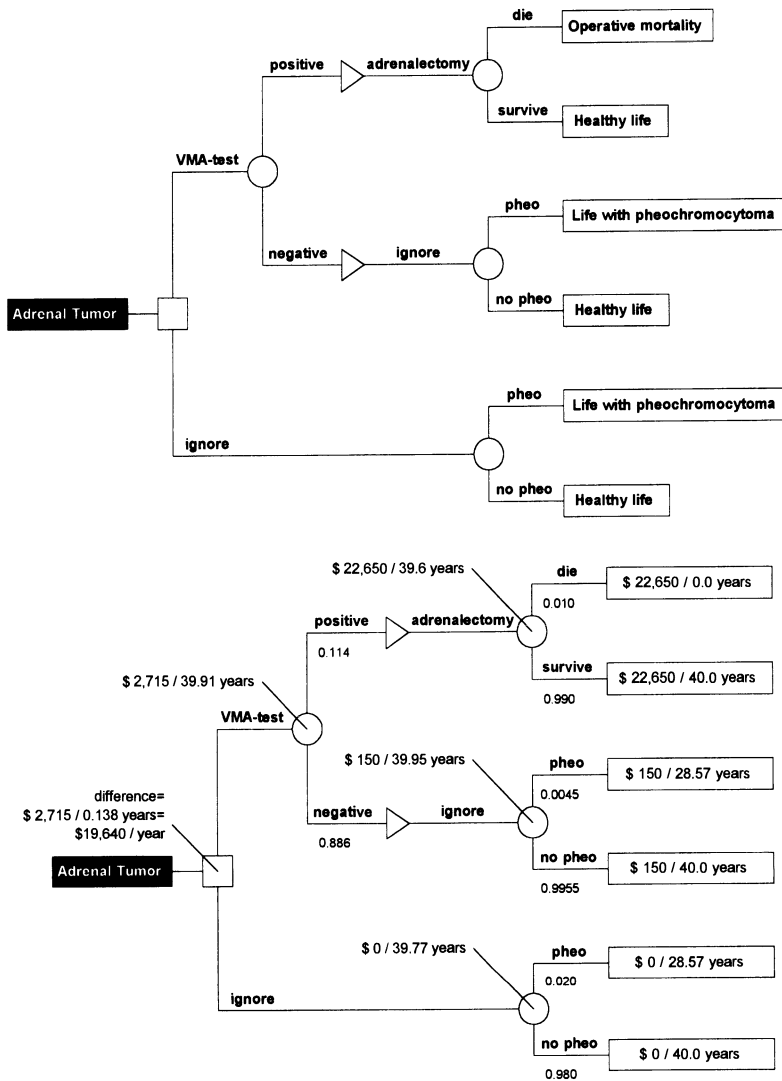 die
Operative mortality
positive
adrenalectomy
survive
Healthy life
VMA-test
pheo
Life with pheochromocytoma
negative
ignore
no pheo
Healthy life
Adrenal Tumor
pheo
Life with pheochromocytoma
ignore
no pheo
Healthy life
$ 22,650 / 39.6 years
die
$ 22,650 / 0.0 years
0.010
positive
adrenalectomy
0.114
survive
$ 22,650 / 40.0 years
0.990
$ 2,715 / 39.91 years
VMA-test
$ 150 / 39.95 years
pheo
$ 150 / 28.57 years
0.0045
difference=
$ 2,715 / 0.138 years=
$19,640 / year
negative
ignore
0.886
no pheo
$ 150 / 40.0 years
0.9955
Adrenal Tumor
$ 0 / 39.77 years
pheo
$ 0 / 28.57 years
0.020
ignore
no pheo
$ 0 / 40.0 years
0.980